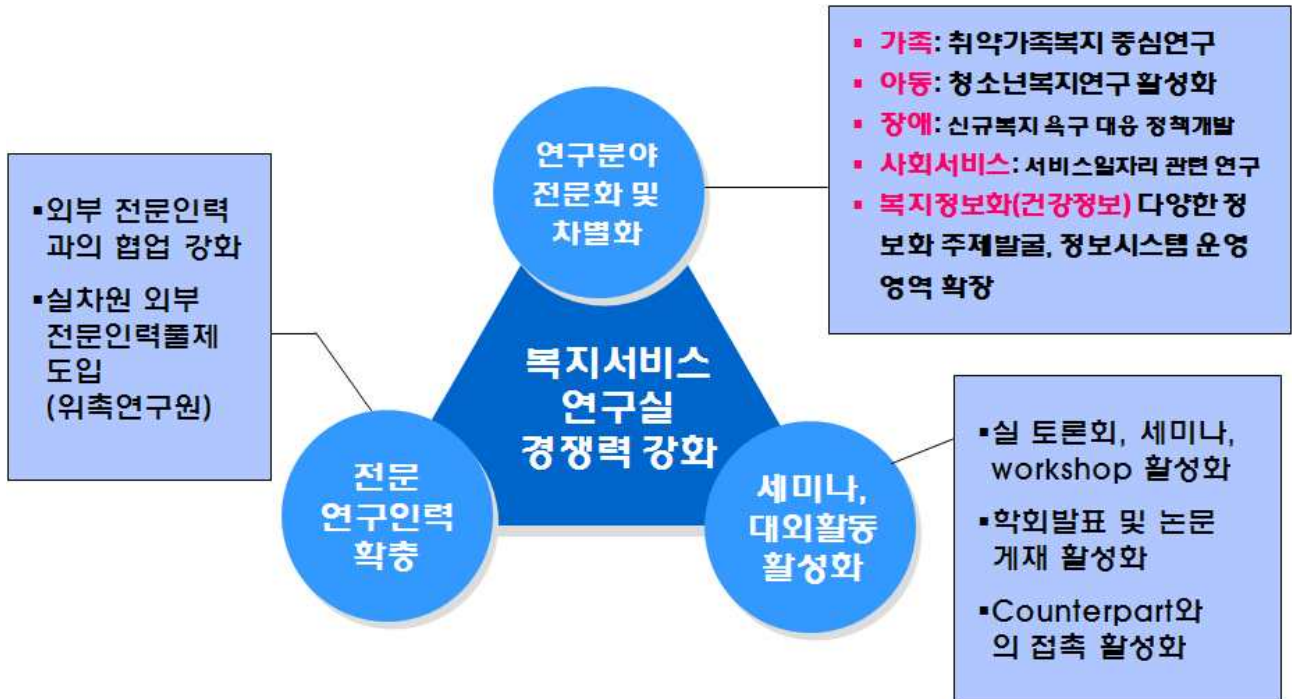 ▪ 가족: 취약가족복지 중심연구
▪ 아동: 청소년복지연구 활성화
▪ 장애: 신규복지 욕구 대응 정책개발
▪ 사회서비스: 서비스일자리 관련 연구
▪ 복지정보화(건강정보) 다양한 정
보화 주제발굴, 정보시스템 운영
영역 확장
연구분야
전문화 및
차별화
▪외부 전문인력
과의 협업 강화
▪실차원 외부
전문인력풀제
도입
(위촉연구원)
복지서비스
연구실
경쟁력 강화
전문
연구인력
확충
세미나,
대외활동
활성화
▪실 토론회, 세미나,
workshop 활성화
▪학회발표 및 논문
게재 활성화
▪Counterpart와
의 접촉 활성화